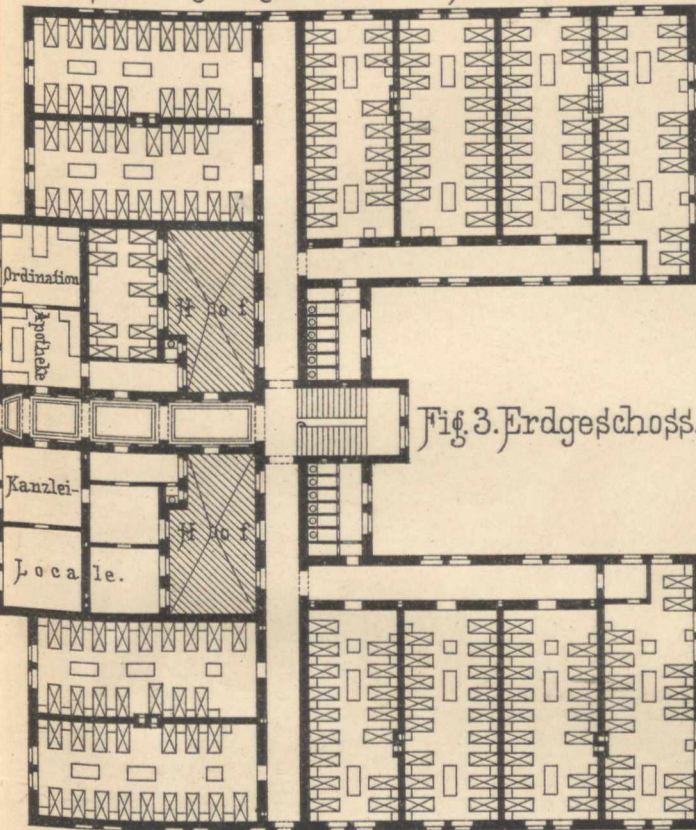 Ordination
Apotheke
Hof
Fig. 3. Erdgeschoss.
Kanzlei-
Hof
Locale.